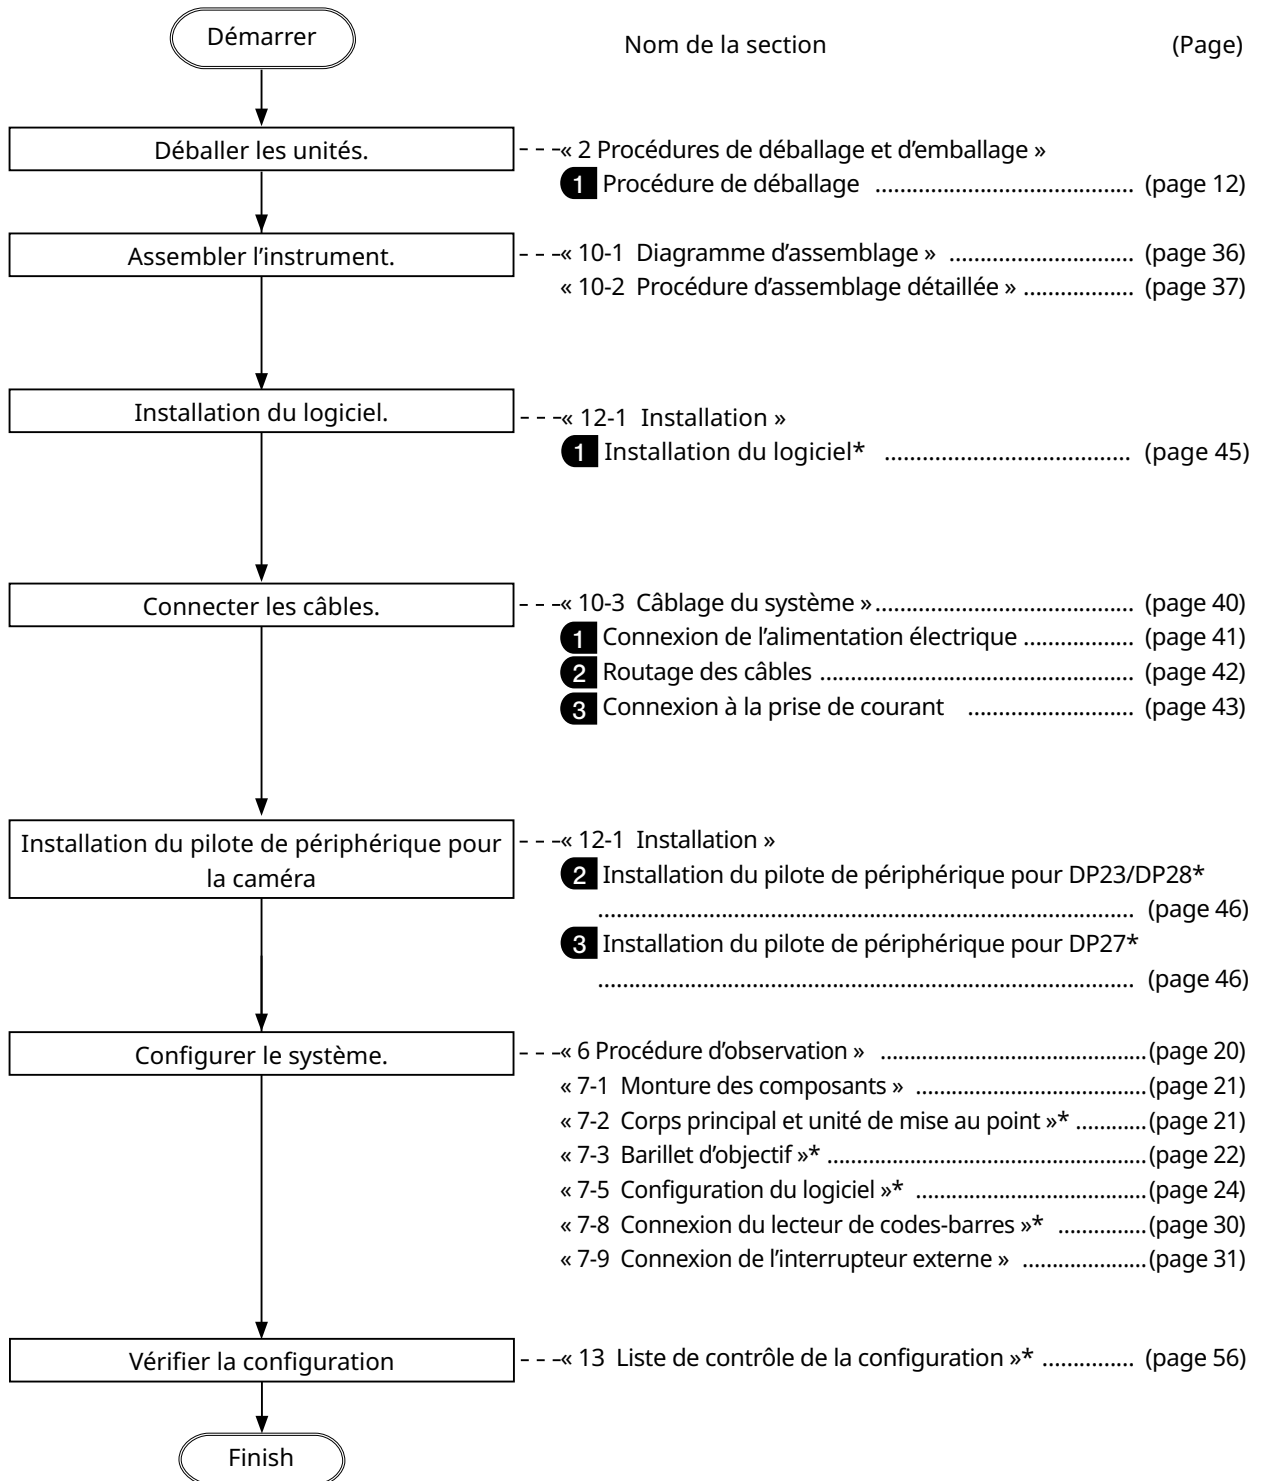 Démarrer
Nom de la section (Page)
Déballer les unités.
« 2 Procédures de déballage et d’emballage »
1 Procédure de déballage .......................................... (page 12)
Assembler l’instrument.
« 10-1 Diagramme d’assemblage » .............................. (page 36)
« 10-2 Procédure d’assemblage détaillée » .................. (page 37)
Installation du logiciel.
« 12-1 Installation »
1 Installation du logiciel* ....................................... (page 45)
Connecter les câbles.
« 10-3 Câblage du système » .......................................... (page 40)
1 Connexion de l’alimentation électrique .................. (page 41)
2 Routage des câbles ................................................... (page 42)
3 Connexion à la prise de courant ........................... (page 43)
Installation du pilote de périphérique pour
la caméra
« 12-1 Installation »
2 Installation du pilote de périphérique pour DP23/DP28*
....................................................................................... (page 46)
3 Installation du pilote de périphérique pour DP27*
....................................................................................... (page 46)
Configurer le système.
« 6 Procédure d’observation » ............................................ (page 20)
« 7-1 Monture des composants » ...................................... (page 21)
« 7-2 Corps principal et unité de mise au point »* ............ (page 21)
« 7-3 Barillet d’objectif »* ..................................................... (page 22)
« 7-5 Configuration du logiciel »* ...................................... (page 24)
« 7-8 Connexion du lecteur de codes-barres »* ............... (page 30)
« 7-9 Connexion de l’interrupteur externe » ..................... (page 31)
Vérifier la configuration
« 13 Liste de contrôle de la configuration »* ............... (page 56)
Finish